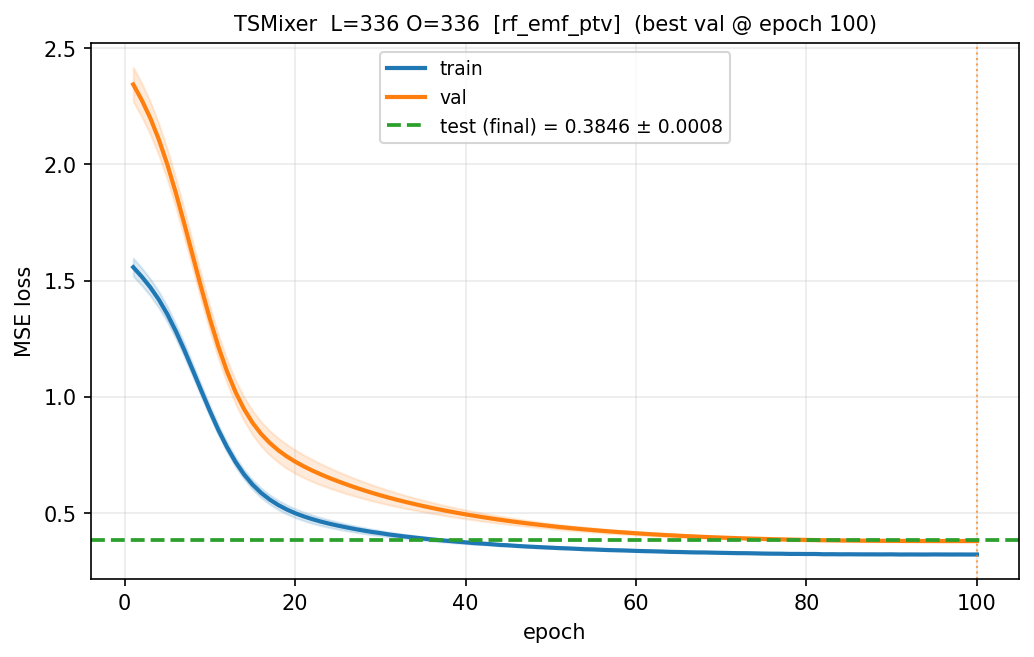 TSMixer L=336 O=336 [rf_emf_ptv] (best val @ epoch 100)
train
val
test (final) = 0.3846 ± 0.0008
MSE loss
2.5
2.0
1.5
1.0
0.5
0 20 40 60 80 100
epoch